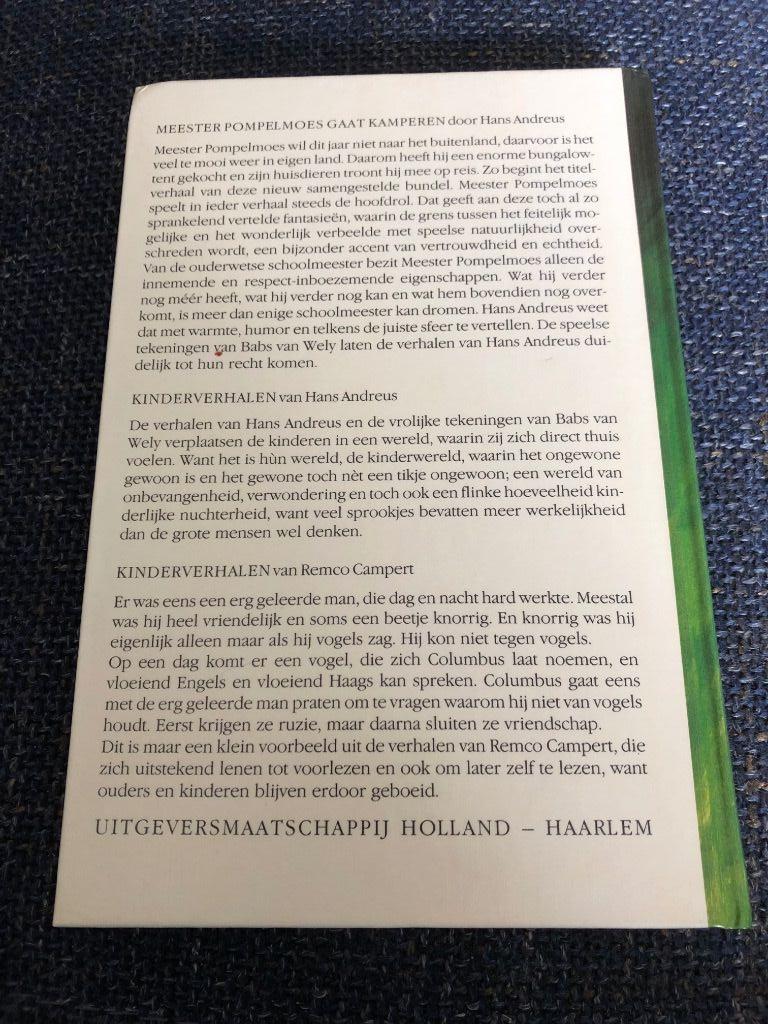 MEESTER POMPELMOES GAAT KAMPEREN door Hans Andreus
Meester Pompelmoes wil dit jaar niet naar het buitenland, daarvoor is het
veel te mooi weer in eigen land. Daarom heeft hij een enorme bungalow-
tent gekocht en zijn huisdieren troont hij mee op reis. Zo begint het titel-
verhaal van deze nieuw samengestelde bundel. Meester Pompelmoes
speelt in ieder verhaal steeds de hoofdrol. Dat geeft aan deze toch al zo
sprankelend vertelde fantasieën, waarin de grens tussen het feitelijk mo-
gelijke en het wonderlijk verbeelde met speelse natuurlijkheid over-
schreden wordt, een bijzonder accent van vertrouwdheid en echtheid.
Van de ouderwetse schoolmeester bezit Meester Pompelmoes alleen de
innemende en respect-inboezemende eigenschappen. Wat hij verder
nog méér heeft, wat hij verder nog kan en wat hem bovendien nog over-
komt, is meer dan enige schoolmeester kan dromen. Hans Andreus weet
dat met warmte, humor en telkens de juiste sfeer te vertellen. De speelse
tekeningen van Babs van Wely laten de verhalen van Hans Andreus dui-
delijk tot hun recht komen.
KINDERVERHALEN van Hans Andreus
De verhalen van Hans Andreus en de vrolijke tekeningen van Babs van
Wely verplaatsen de kinderen in een wereld, waarin zij zich direct thuis
voelen. Want het is hùn wereld, de kinderwereld, waarin het ongewone
gewoon is en het gewone toch nèt een tikje ongewoon; een wereld van
onbevangenheid, verwondering en toch ook een flinke hoeveelheid kin-
derlijke nuchterheid, want veel sprookjes bevatten meer werkelijkheid
dan de grote mensen wel denken.
KINDERVERHALEN van Remco Campert
Er was eens een erg geleerde man, die dag en nacht hard werkte. Meestal
was hij heel vriendelijk en soms een beetje knorrig. En knorrig was hij
eigenlijk alleen maar als hij vogels zag. Hij kon niet tegen vogels.
Op een dag komt er een vogel, die zich Columbus laat noemen, en
vloeiend Engels en vloeiend Haags kan spreken. Columbus gaat eens
met de erg geleerde man praten om te vragen waarom hij niet van vogels
houdt. Eerst krijgen ze ruzie, maar daarna sluiten ze vriendschap.
Dit is maar een klein voorbeeld uit de verhalen van Remco Campert, die
zich uitstekend lenen tot voorlezen en ook om later zelf te lezen, want
ouders en kinderen blijven erdoor geboeid.
UITGEVERSMAATSCHAPPIJ HOLLAND – HAARLEM